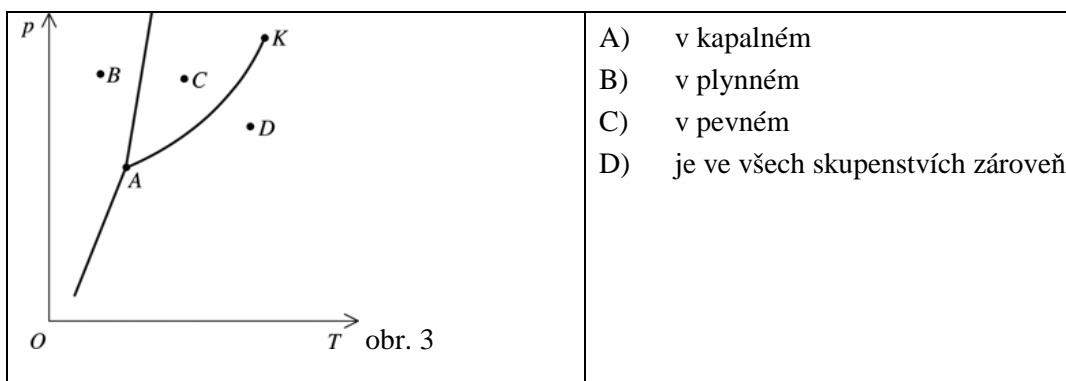 p
K
B
C
D
A
O
T obr. 3
A) v kapalném
B) v plynném
C) v pevném
D) je ve všech skupenstvích zároveň